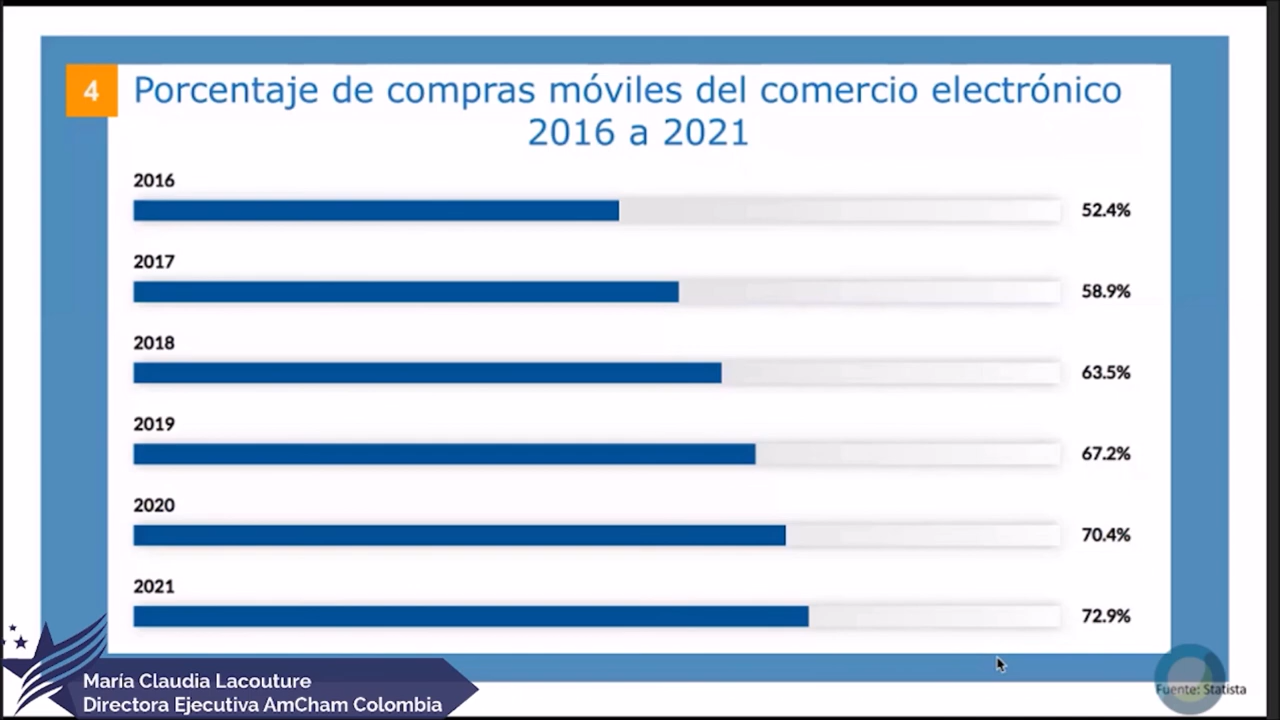 4
Porcentaje de compras móviles del comercio electrónico
2016 a 2021
2016
52.4%
2017
58.9%
2018
63.5%
2019
67.2%
2020
70.4%
2021
72.9%
María Claudia Lacouture
Directora Ejecutiva AmCham Colombia
Fuente: Statista